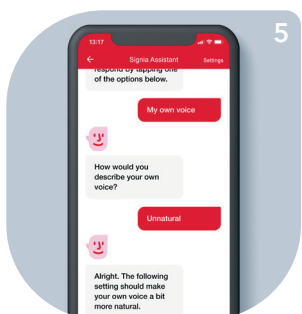 5
13:17
Signia Assistant Settings
respond by tapping one
of the options below.
My own voice
How would you
describe your own
voice?
Unnatural
Alright. The following
setting should make
your own voice a bit
more natural.